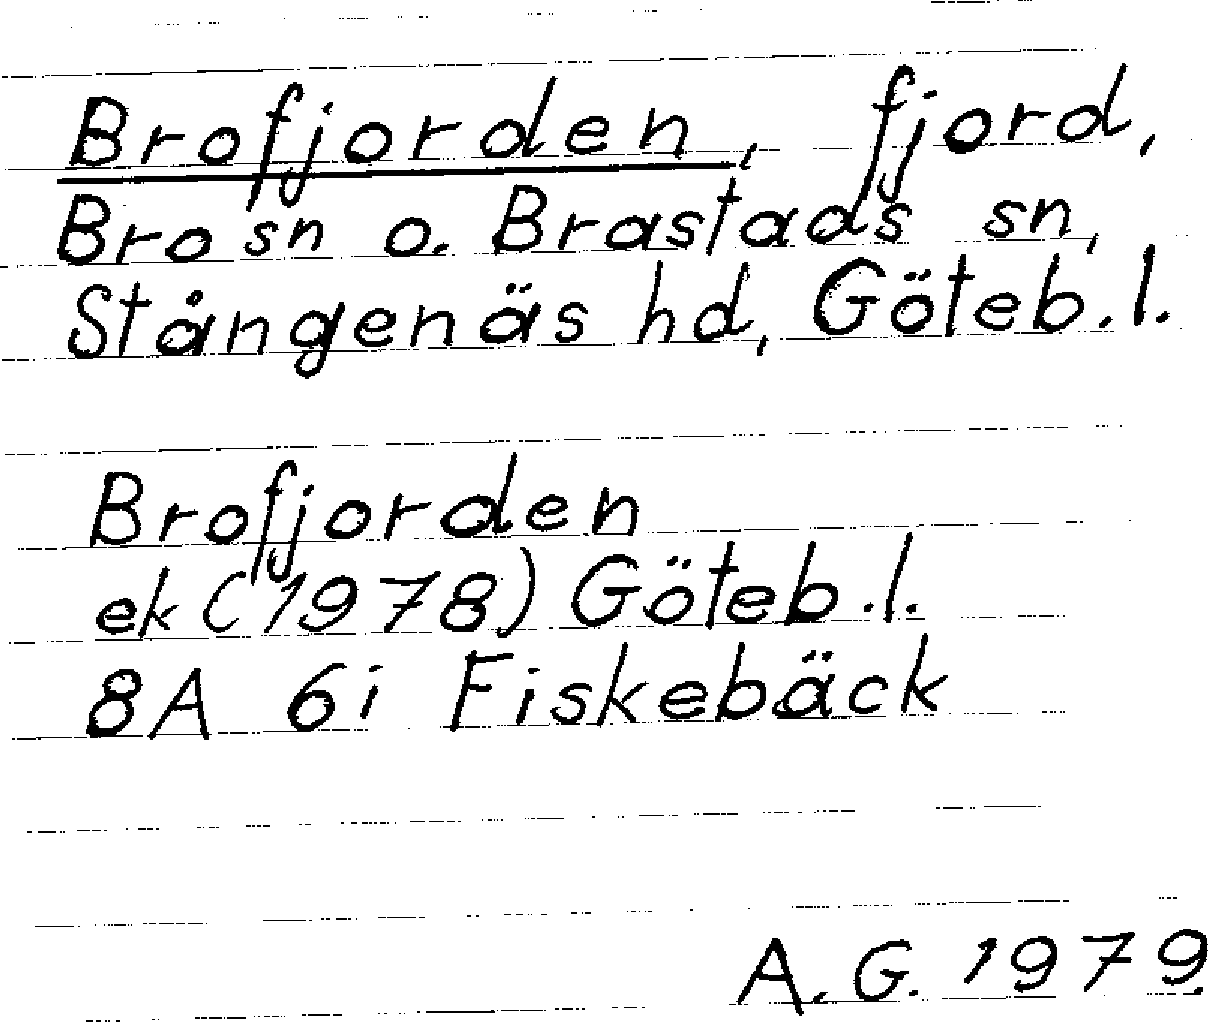 Brofjorden, fjord,
Bro sn o. Brastads sn,
Stångenäs hd, Göteb.l.
Brofjorden
ek (1978) Göteb.l.
8A 6i Fiskebäck
A.G. 1979.